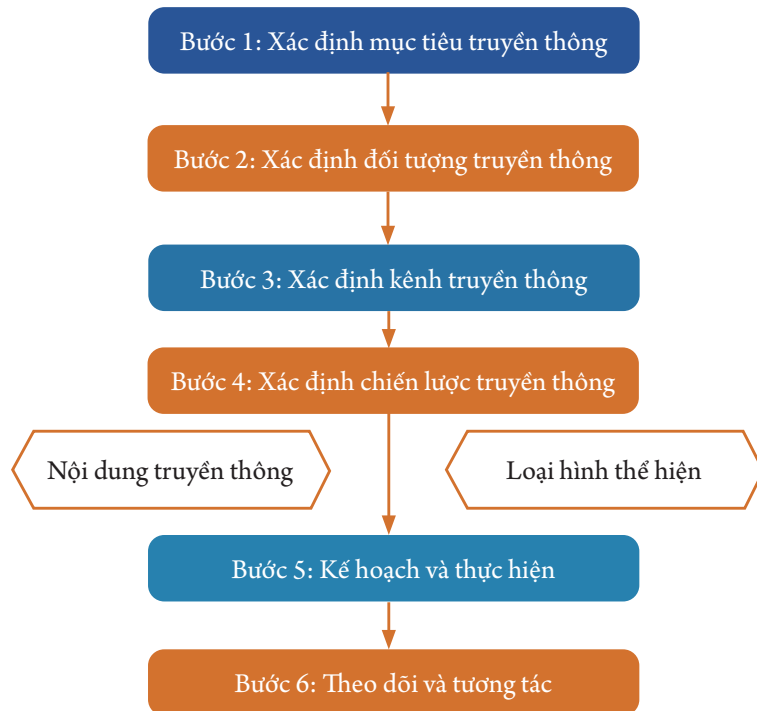 Bước 1: Xác định mục tiêu truyền thông
Bước 2: Xác định đối tượng truyền thông
Bước 3: Xác định kênh truyền thông
Bước 4: Xác định chiến lược truyền thông
Nội dung truyền thông
Loại hình thể hiện
Bước 5: Kế hoạch và thực hiện
Bước 6: Theo dõi và tương tác